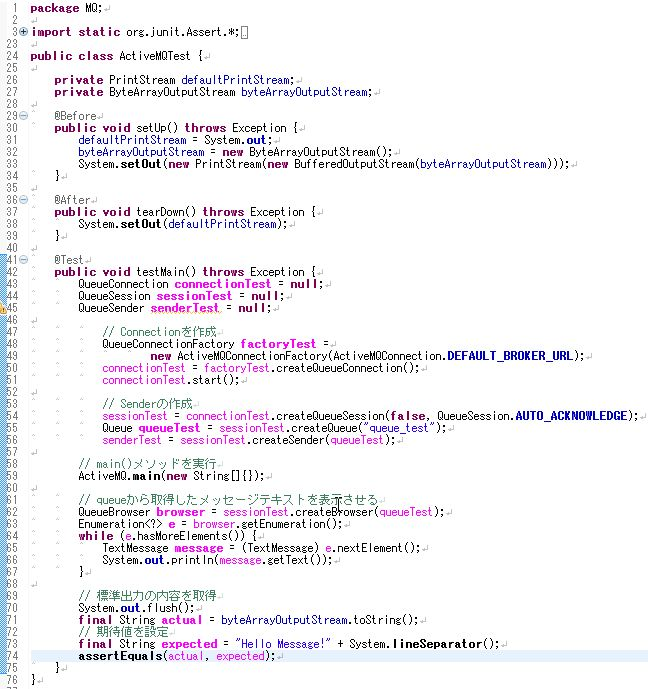 1 package MQ;
2
3 import static org.junit.Assert.*;
23
24 public class ActiveMQTest {
25
26 private PrintStream defaultPrintStream;
27 private ByteArrayOutputStream byteArrayOutputStream;
28
29 @Before
30 public void setUp() throws Exception {
31 defaultPrintStream = System.out;
32 byteArrayOutputStream = new ByteArrayOutputStream();
33 System.setOut(new PrintStream(new BufferedOutputStream(byteArrayOutputStream)));
34 }
35
36 @After
37 public void tearDown() throws Exception {
38 System.setOut(defaultPrintStream);
39 }
40
41 @Test
42 public void testMain() throws Exception {
43 QueueConnection connectionTest = null;
44 QueueSession sessionTest = null;
45 QueueSender senderTest = null;
46
47 // Connectionを作成
48 QueueConnectionFactory factoryTest =
49 new ActiveMQConnectionFactory(ActiveMQConnection.DEFAULT_BROKER_URL);
50 connectionTest = factoryTest.createQueueConnection();
51 connectionTest.start();
52
53 // Senderの作成
54 sessionTest = connectionTest.createQueueSession(false, QueueSession.AUTO_ACKNOWLEDGE);
55 Queue queueTest = sessionTest.createQueue("queue_test");
56 senderTest = sessionTest.createSender(queueTest);
57
58 // main()メソッドを実行
59 ActiveMQ.main(new String[]{});
60
61 // queueから取得したメッセージテキストを表示させる
62 QueueBrowser browser = sessionTest.createBrowser(queueTest);
63 Enumeration<?> e = browser.getEnumeration();
64 while (e.hasMoreElements()) {
65 TextMessage message = (TextMessage) e.nextElement();
66 System.out.println(message.getText());
67 }
68
69 // 標準出力の内容を取得
70 System.out.flush();
71 final String actual = byteArrayOutputStream.toString();
72 // 期待値を設定
73 final String expected = "Hello Message!" + System.lineSeparator();
74 assertEquals(actual, expected);
75 }
76 }